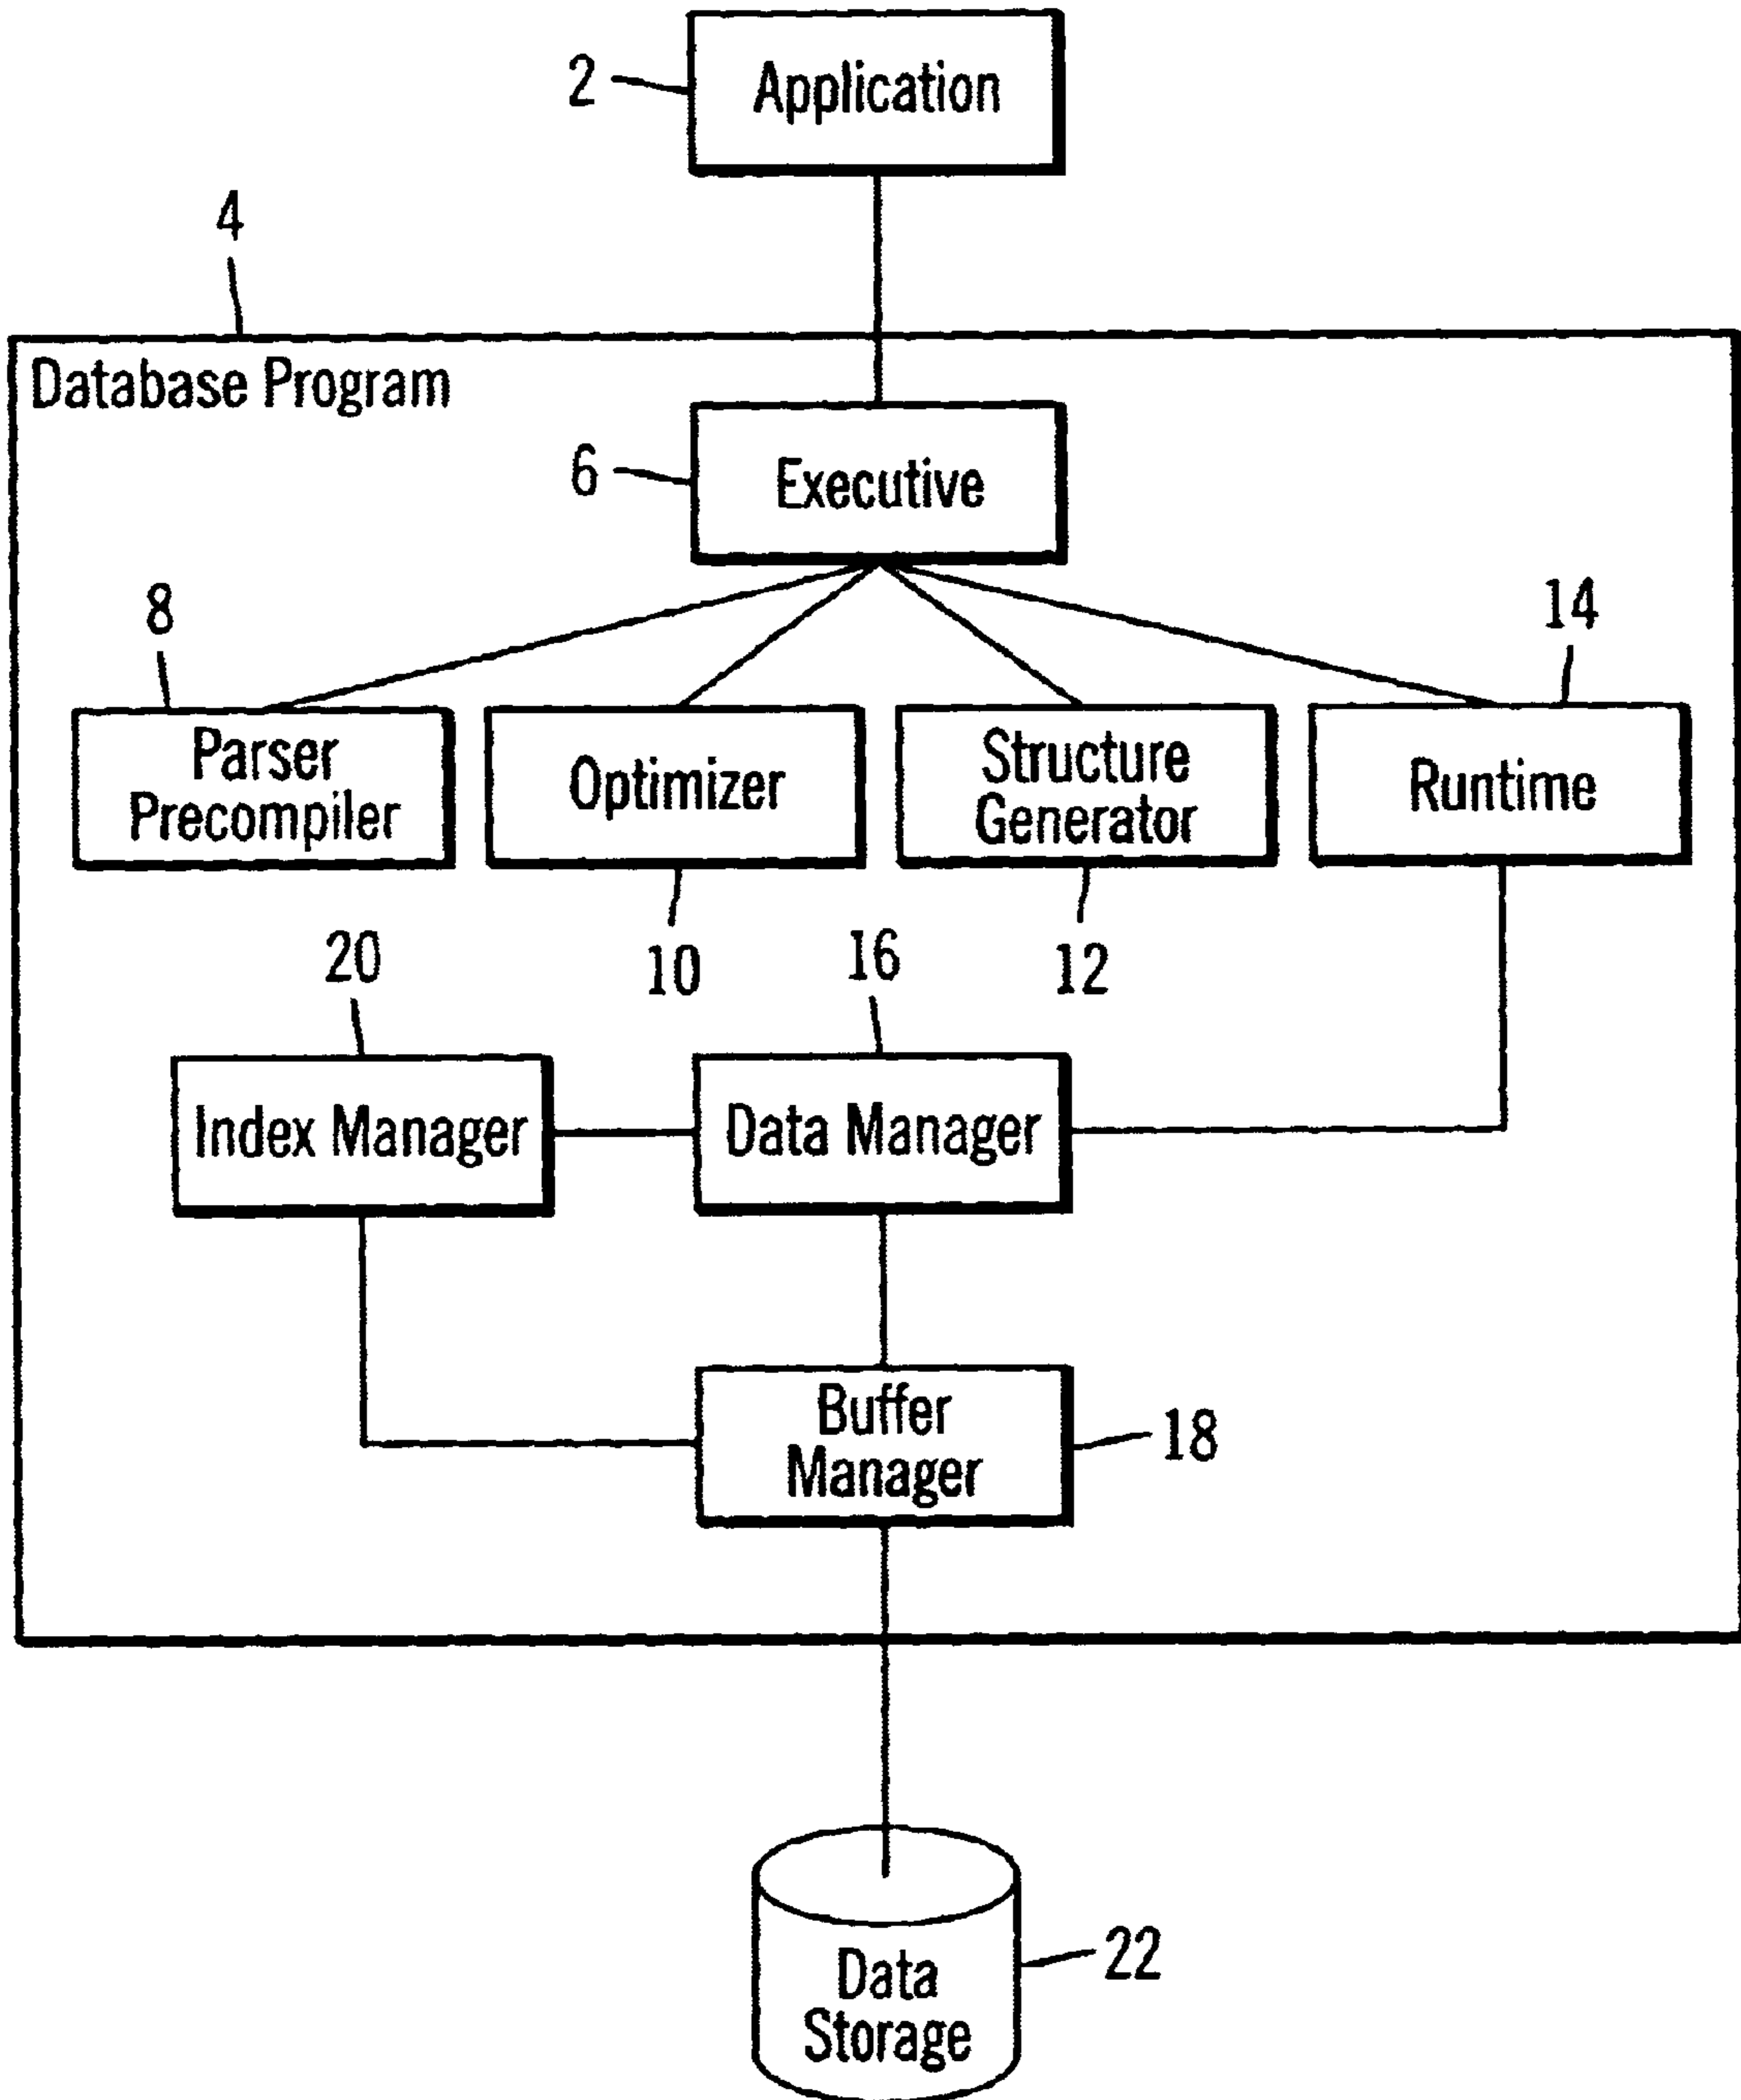 2
Application
4
Database Program
6
Executive
8
14
Parser
Precompiler
Optimizer
Structure
Generator
Runtime
10
12
20
16
Index Manager
Data Manager
Buffer
Manager
18
Data
Storage
22